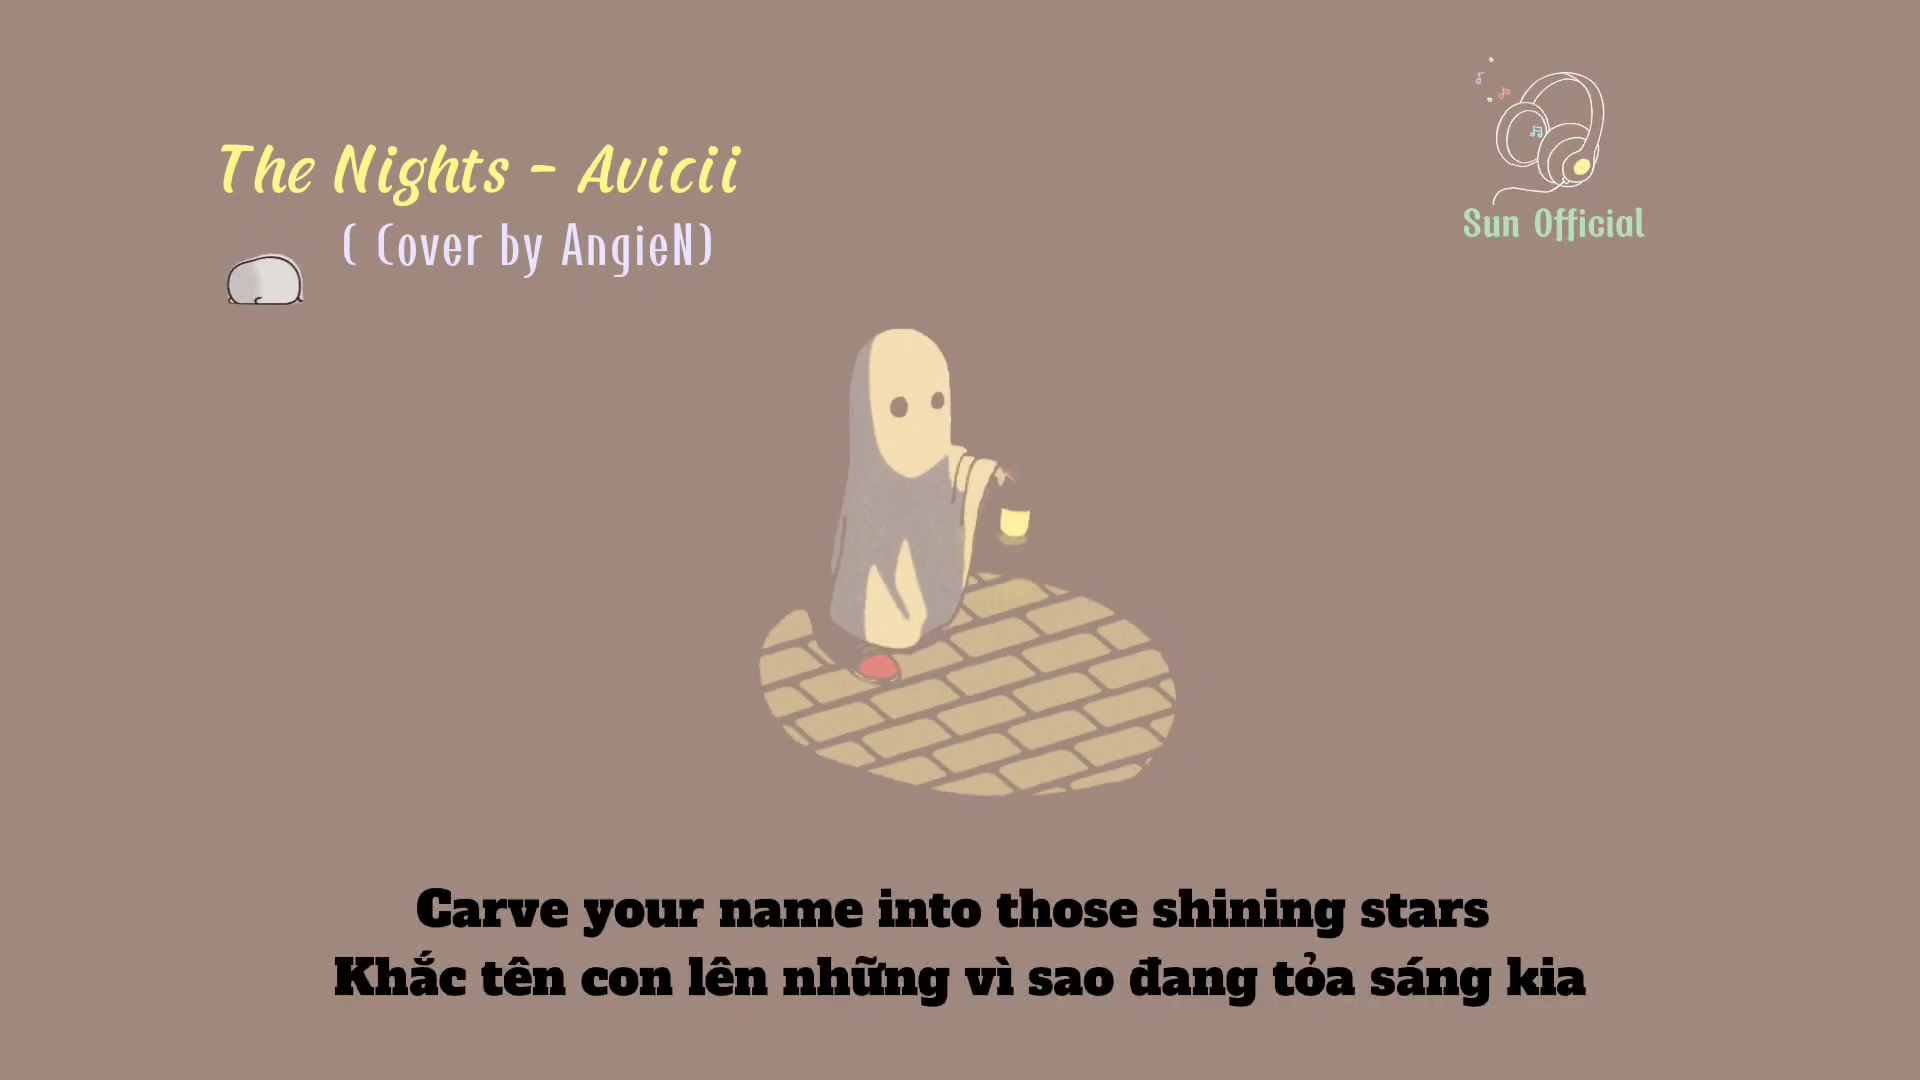 The Nights - Avicii
( Cover by AngieN)
Sun Official
Carve your name into those shining stars
Khắc tên con lên những vì sao đang tỏa sáng kia